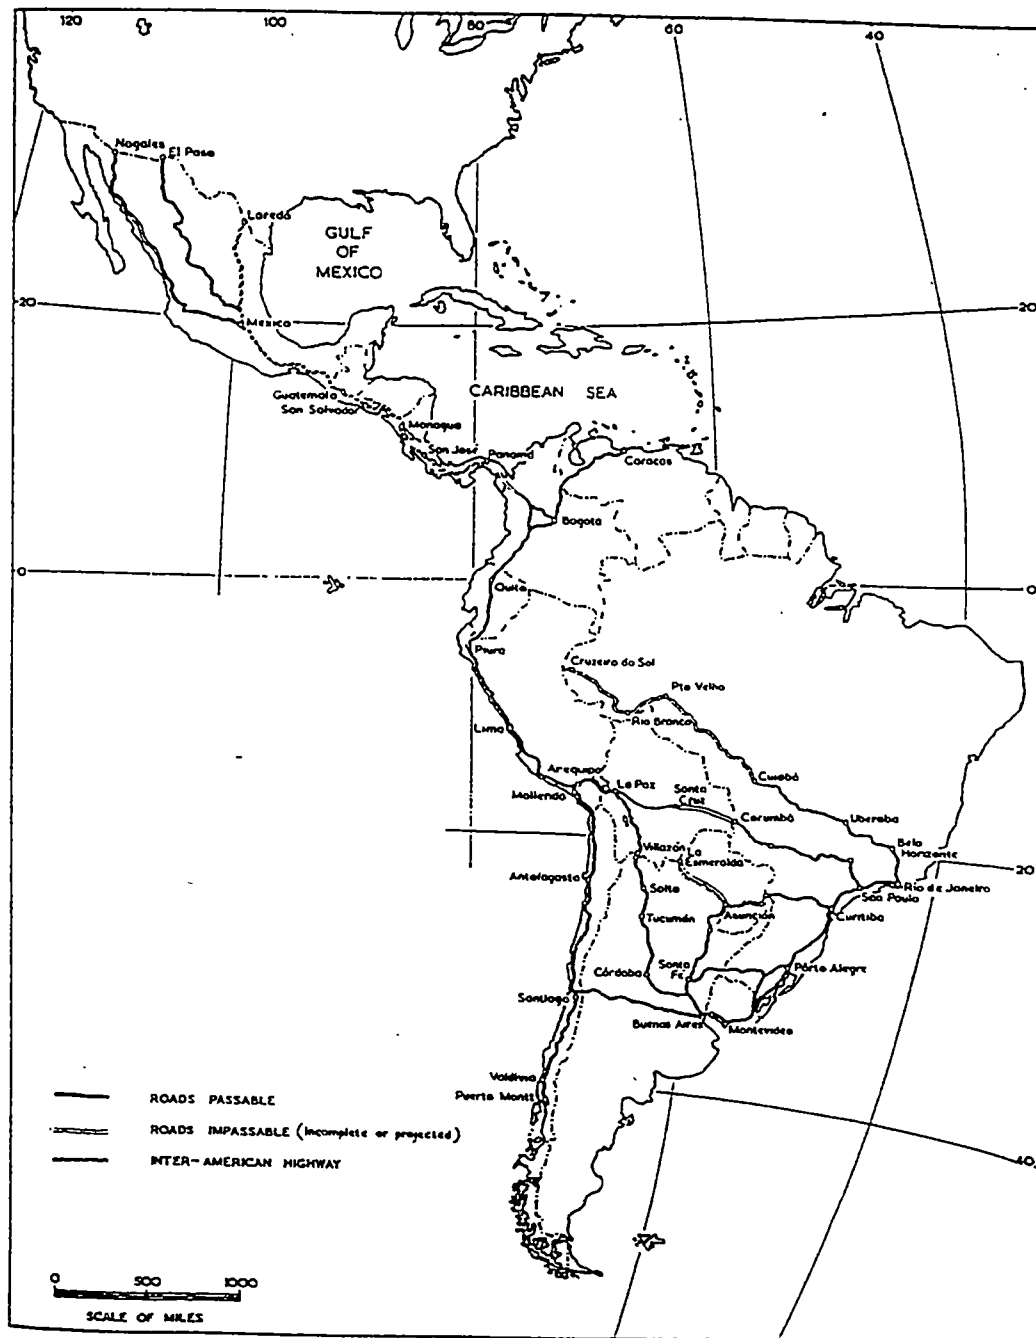 120
100
80
60
40
Nogales
El Paso
Laredo
GULF
OF
MEXICO
20
20
Mexico
Guatemala
San Salvador
CARIBBEAN SEA
Managua
San José
Panamá
Caracas
Bogotá
0
0
Quito
Piura
Cruzeiro do Sol
Pto Velho
Rio Branco
Lima
Arequipa
La Paz
Santa
Cruz
Cuiabá
Mollendo
Corumbá
Uberaba
Belo
Horizonte
Villazón
La
Esmeralda
20
Antofagasta
Salta
Rio de Janeiro
São Paulo
Tucumán
Asunción
Curitiba
Córdoba
Santa
Fe
Pôrto Alegre
Santiago
Buenos Aires
Montevideo
Valdivia
Puerto Montt
ROADS PASSABLE
ROADS IMPASSABLE (Incomplete or projected)
INTER-AMERICAN HIGHWAY
40
0 500 1000
SCALE OF MILES